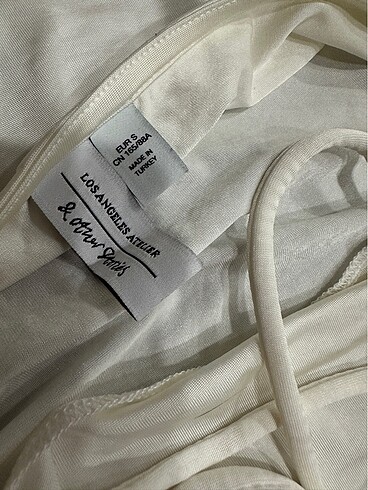 EUR S
CN 165/88A
MADE IN
TURKEY
LOS ANGELES ATELIER
& other Stories